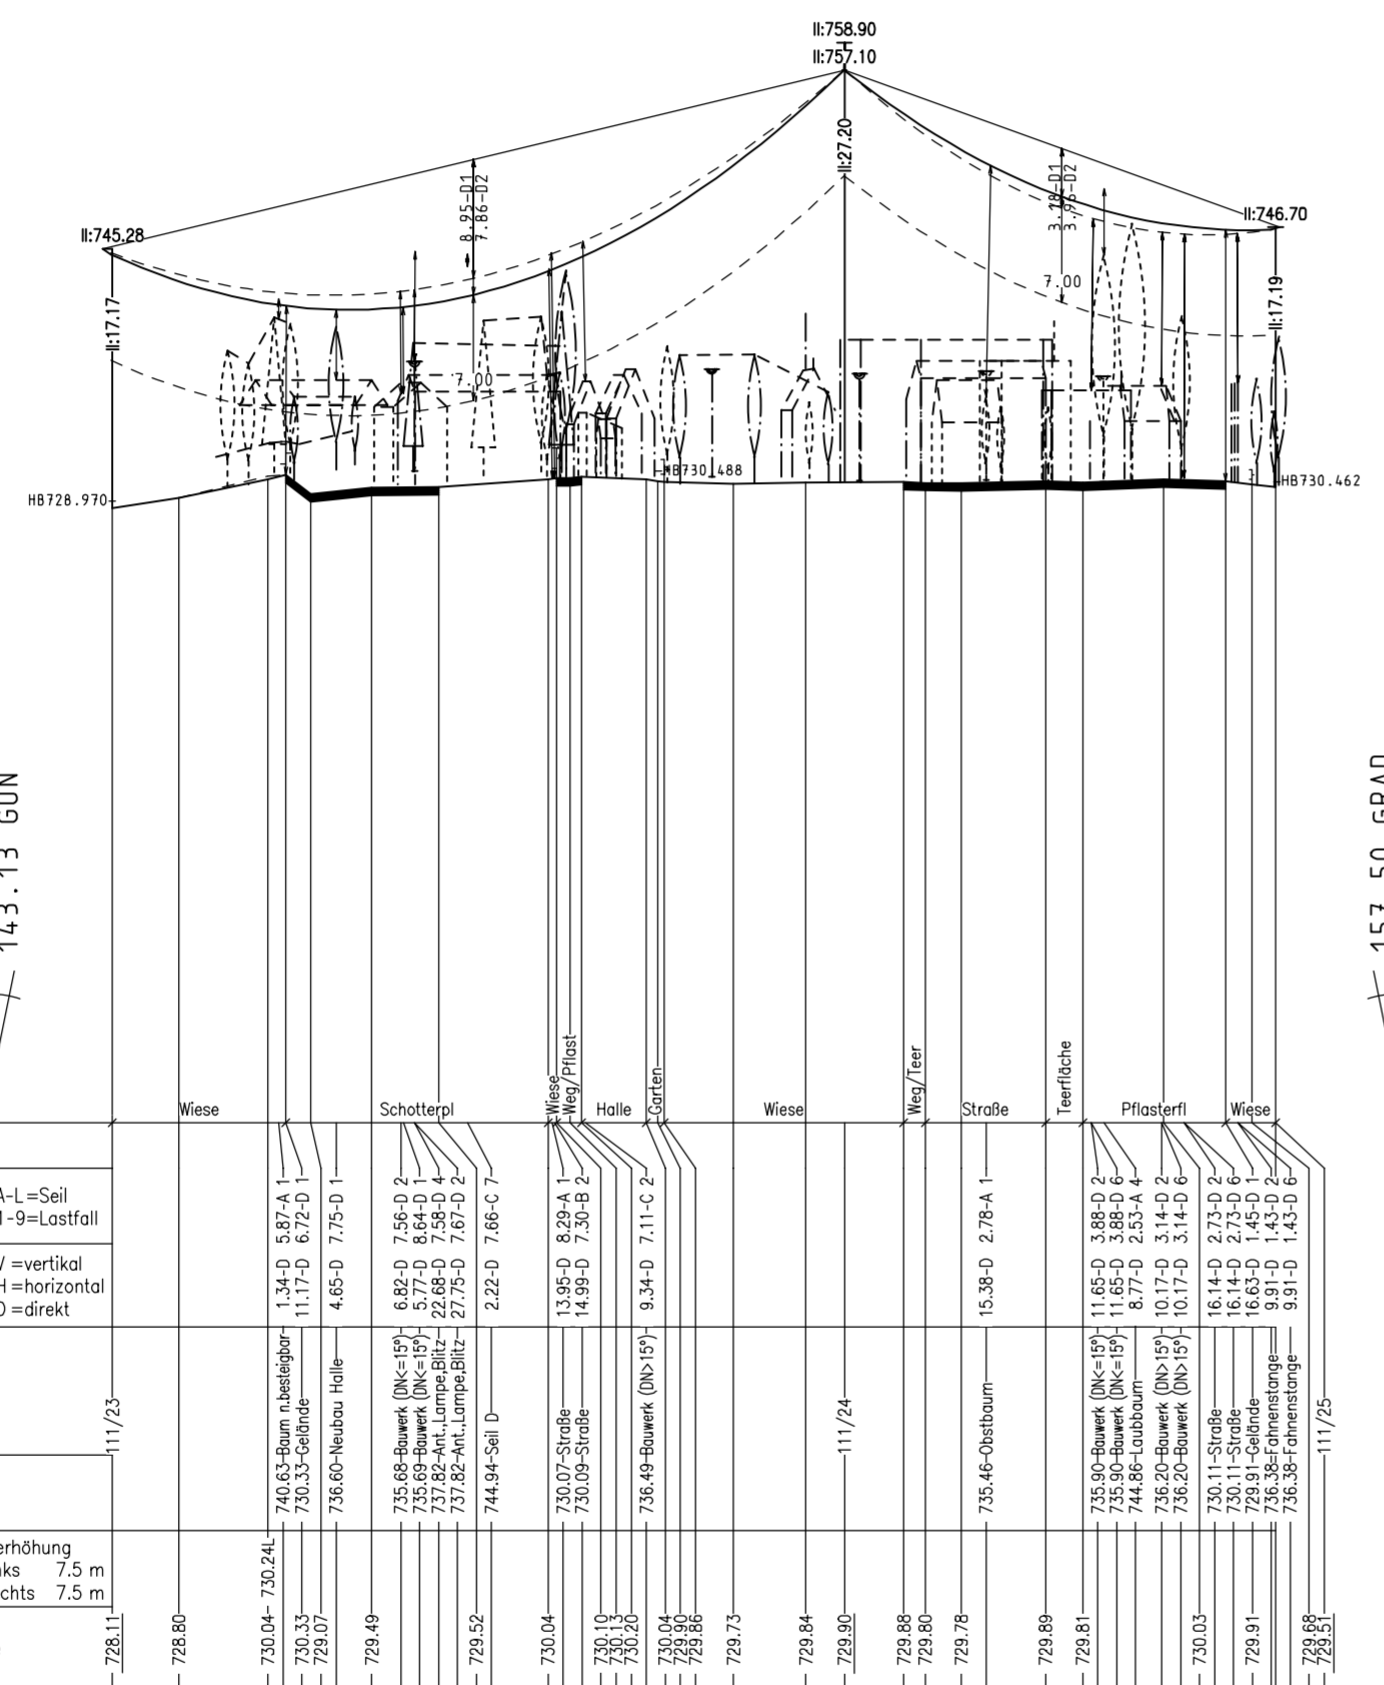 II:758.90
II:757.10
II:27.20
8.95-D1
7.86-D2
3.18-D1
3.96-D2
II:745.28
II:746.70
II:17.17
II:17.19
7.00
7.00
HB728.970
HB730.488
HB730.462
143.13 GON
157.50 GRAD
Wiese
Schotterpl
Wiese
Weg/Pflast
Halle
Garten
Wiese
Weg/Teer
Straße
Teerfläche
Pflasterfl
Wiese
A-L=Seil
1-9=Lastfall
V =vertikal
H =horizontal
D =direkt
5.87-A 1
6.72-D 1
7.75-D 1
7.56-D 2
8.64-D 1
7.58-D 4
7.67-D 2
7.66-C 7
8.29-A 1
7.30-B 2
7.11-C 2
2.78-A 1
3.88-D 2
3.88-D 6
2.53-A 4
3.14-D 2
3.14-D 6
2.73-D 2
2.73-D 6
1.45-D 1
1.43-D 2
1.43-D 6
1.34-D
11.17-D
4.65-D
6.82-D
5.77-D
22.68-D
27.75-D
2.22-D
13.95-D
14.99-D
9.34-D
15.38-D
11.65-D
11.65-D
8.77-D
10.17-D
10.17-D
16.14-D
16.14-D
16.63-D
9.91-D
9.91-D
111/23
740.63-Baum n.besteigbar
730.33-Gelände
736.60-Neubau Halle
735.68-Bauwerk (DN<=15°)
735.69-Bauwerk (DN<=15°)
737.82-Ant.,Lampe,Blitz
737.82-Ant.,Lampe,Blitz
744.94-Seil D
730.07-Straße
730.09-Straße
736.49-Bauwerk (DN>15°)
111/24
735.46-Obstbaum
735.90-Bauwerk (DN<=15°)
735.90-Bauwerk (DN<=15°)
744.86-Laubbaum
736.20-Bauwerk (DN>15°)
736.20-Bauwerk (DN>15°)
730.11-Straße
730.11-Straße
729.91-Gelände
736.38-Fahnenstange
736.38-Fahnenstange
111/25
erhöhung
ks 7.5 m
chts 7.5 m
728.11
728.80
730.04- 730.24L
730.33
729.07
729.49
729.52
730.04
730.10
730.13
730.20
730.04
729.90
729.86
729.73
729.84
729.90
729.88
729.80
729.78
729.89
729.81
730.03
729.91
729.68
729.51